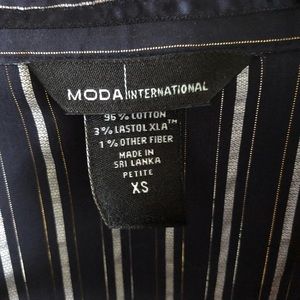 MODA INTERNATIONAL
96% COTTON
3% LASTOL XLA™
1% OTHER FIBER
MADE IN
SRI LANKA
PETITE
XS